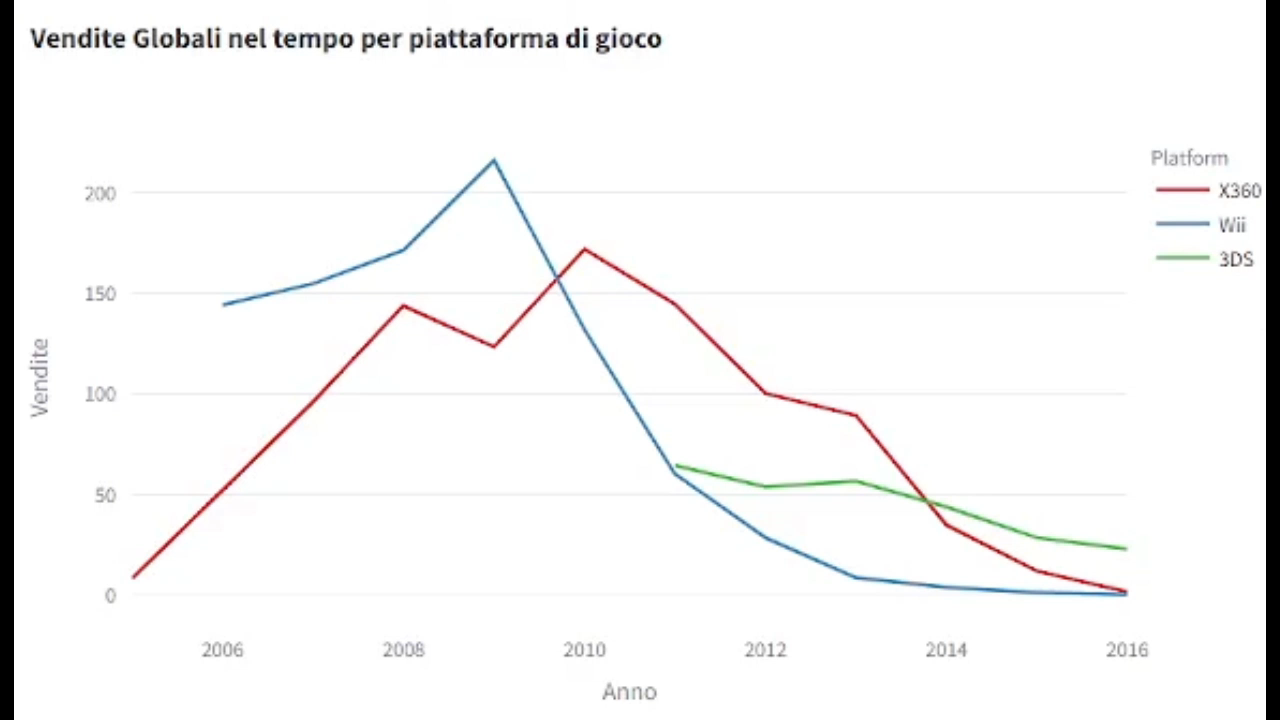 Vendite Globali nel tempo per piattaforma di gioco
Platform
X360
Wii
3DS
Vendite
200
150
100
50
0
2006 2008 2010 2012 2014 2016
Anno